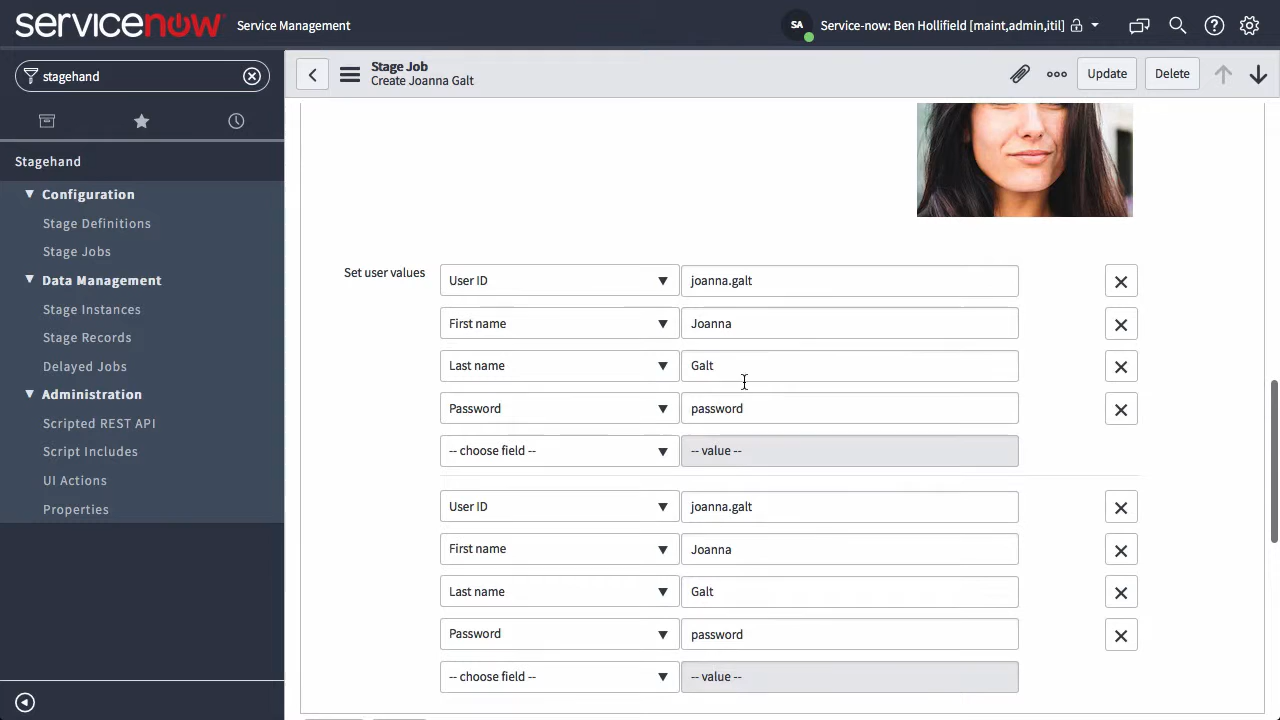 servicenow Service Management
SA Service-now: Ben Hollifield [maint,admin,itil]
stagehand
Stage Job
Create Joanna Galt
Update Delete
Stagehand
Configuration
Stage Definitions
Stage Jobs
Data Management
Stage Instances
Stage Records
Delayed Jobs
Administration
Scripted REST API
Script Includes
UI Actions
Properties
Set user values
User ID joanna.galt
First name Joanna
Last name Galt
Password password
-- choose field -- -- value --
User ID joanna.galt
First name Joanna
Last name Galt
Password password
-- choose field -- -- value --